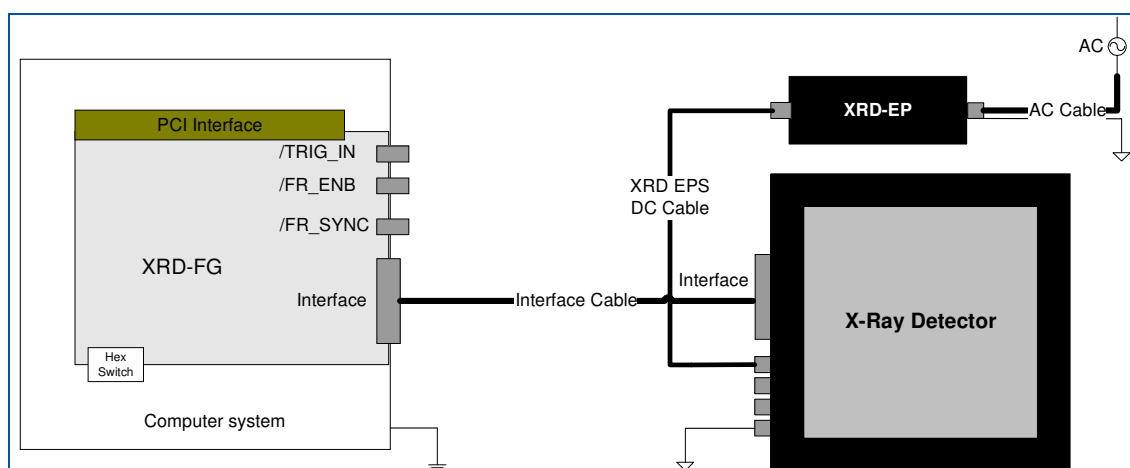 AC
PCI Interface
XRD-EP
AC Cable
/TRIG_IN
/FR_ENB
XRD EPS
DC Cable
/FR_SYNC
XRD-FG
Interface
Interface
Interface Cable
X-Ray Detector
Hex
Switch
Computer system